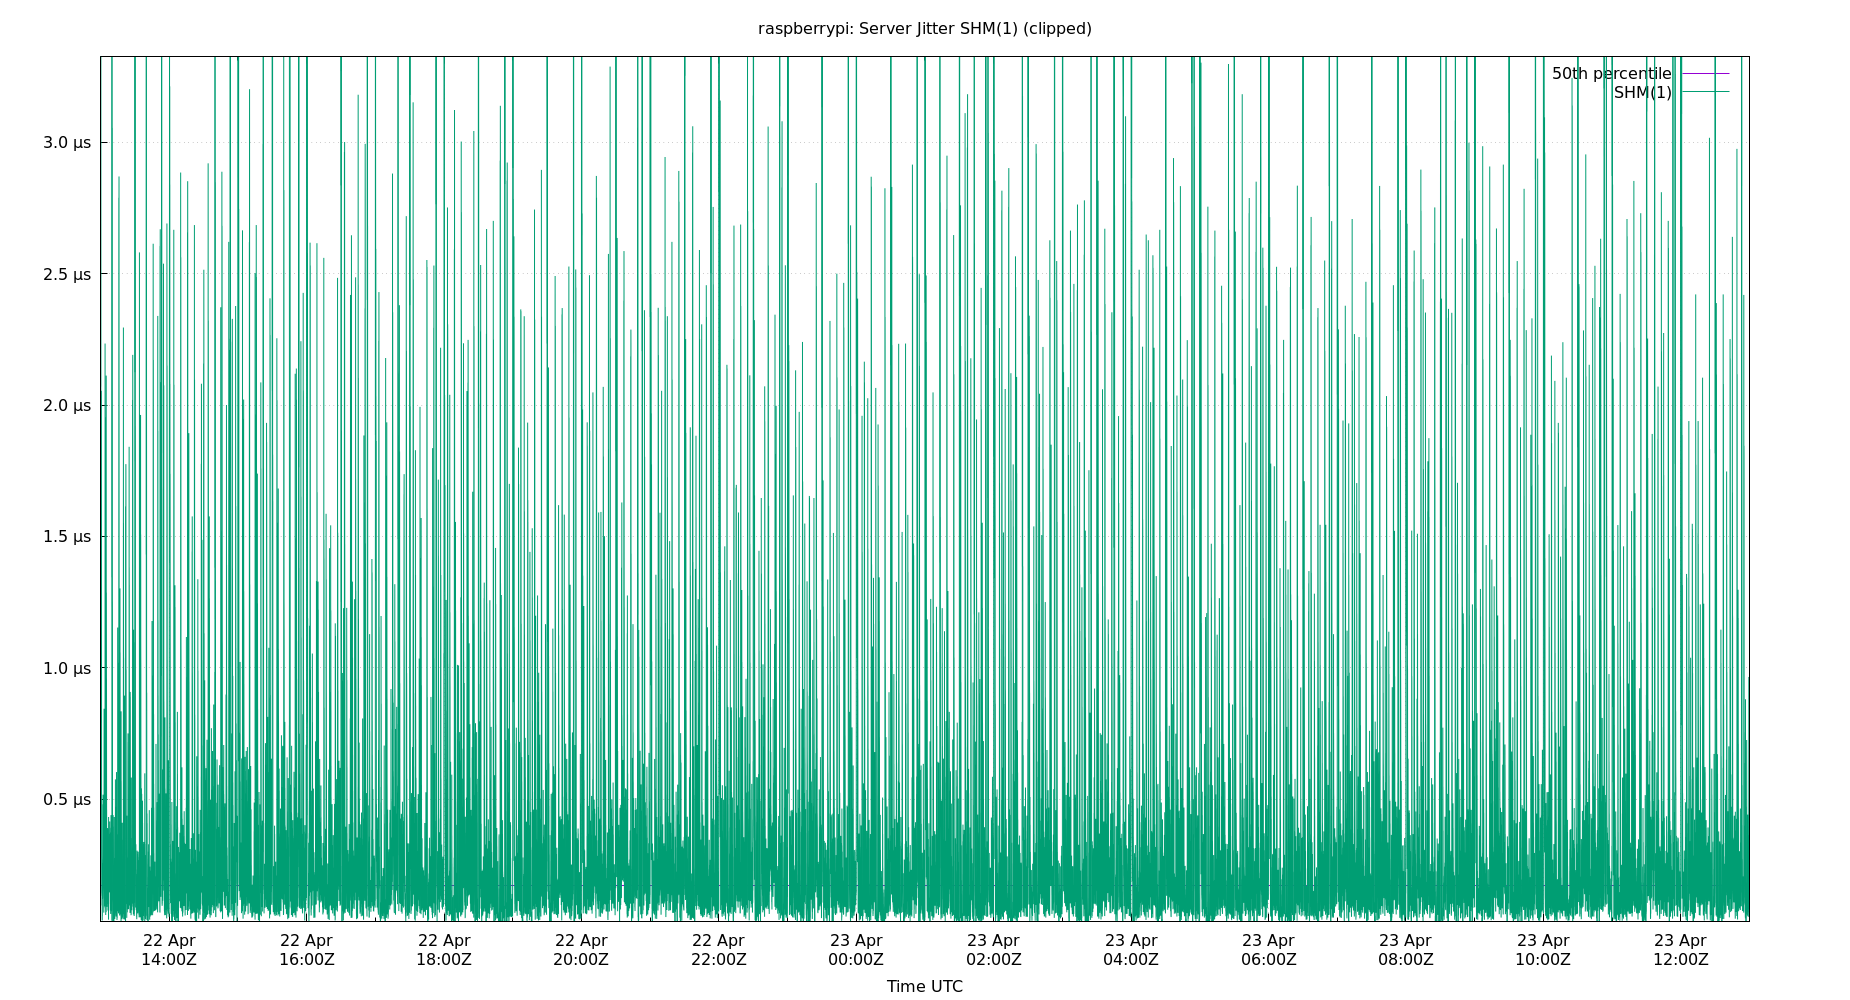 raspberrypi: Server Jitter SHM(1) (clipped)
50th percentile
SHM(1)
3.0 µs
2.5 µs
2.0 µs
1.5 µs
1.0 µs
0.5 µs
22 Apr 22 Apr 22 Apr 22 Apr 22 Apr 23 Apr 23 Apr 23 Apr 23 Apr 23 Apr 23 Apr 23 Apr
14:00Z 16:00Z 18:00Z 20:00Z 22:00Z 00:00Z 02:00Z 04:00Z 06:00Z 08:00Z 10:00Z 12:00Z
Time UTC